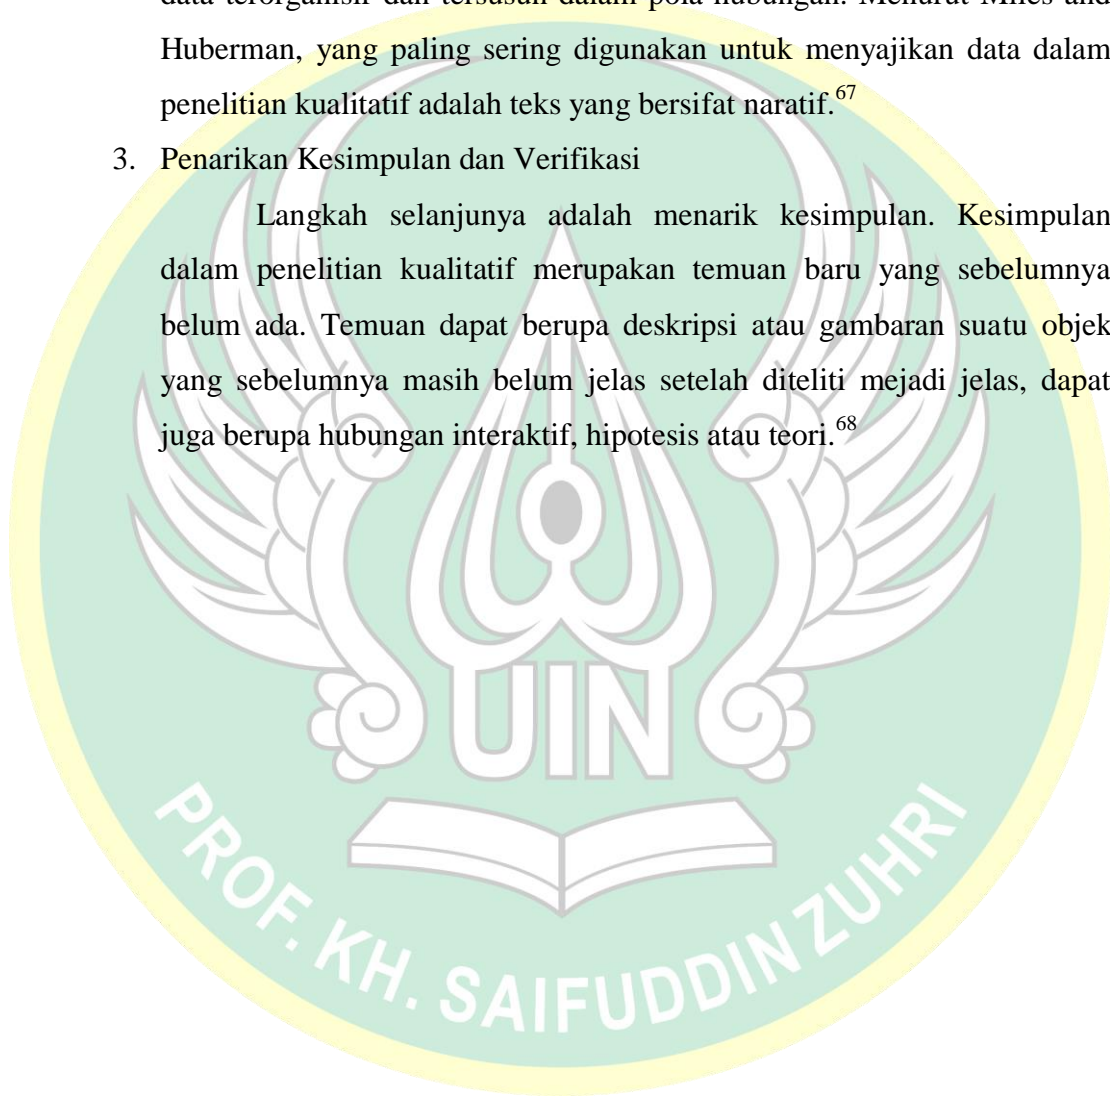 data terorganisir dan tersusun dalam pola hubungan. Menurut Miles and
Huberman, yang paling sering digunakan untuk menyajikan data dalam
penelitian kualitatif adalah teks yang bersifat naratif.67
3. Penarikan Kesimpulan dan Verifikasi
Langkah selanjunya adalah menarik kesimpulan. Kesimpulan
dalam penelitian kualitatif merupakan temuan baru yang sebelumnya
belum ada. Temuan dapat berupa deskripsi atau gambaran suatu objek
yang sebelumnya masih belum jelas setelah diteliti mejadi jelas, dapat
juga berupa hubungan interaktif, hipotesis atau teori.68
UIN
PROF. KH. SAIFUDDIN ZUHRI